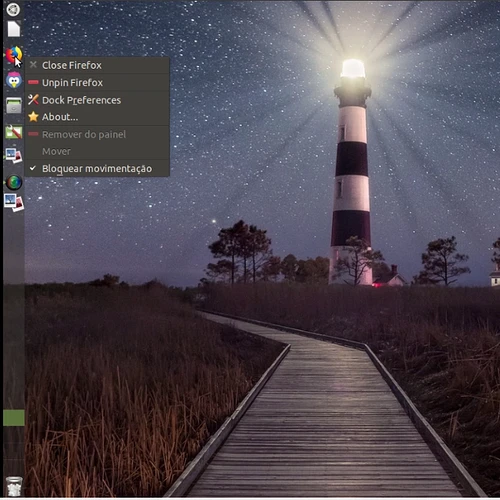 Close Firefox
Unpin Firefox
Dock Preferences
About...
Remover do painel
Mover
Bloquear movimentação